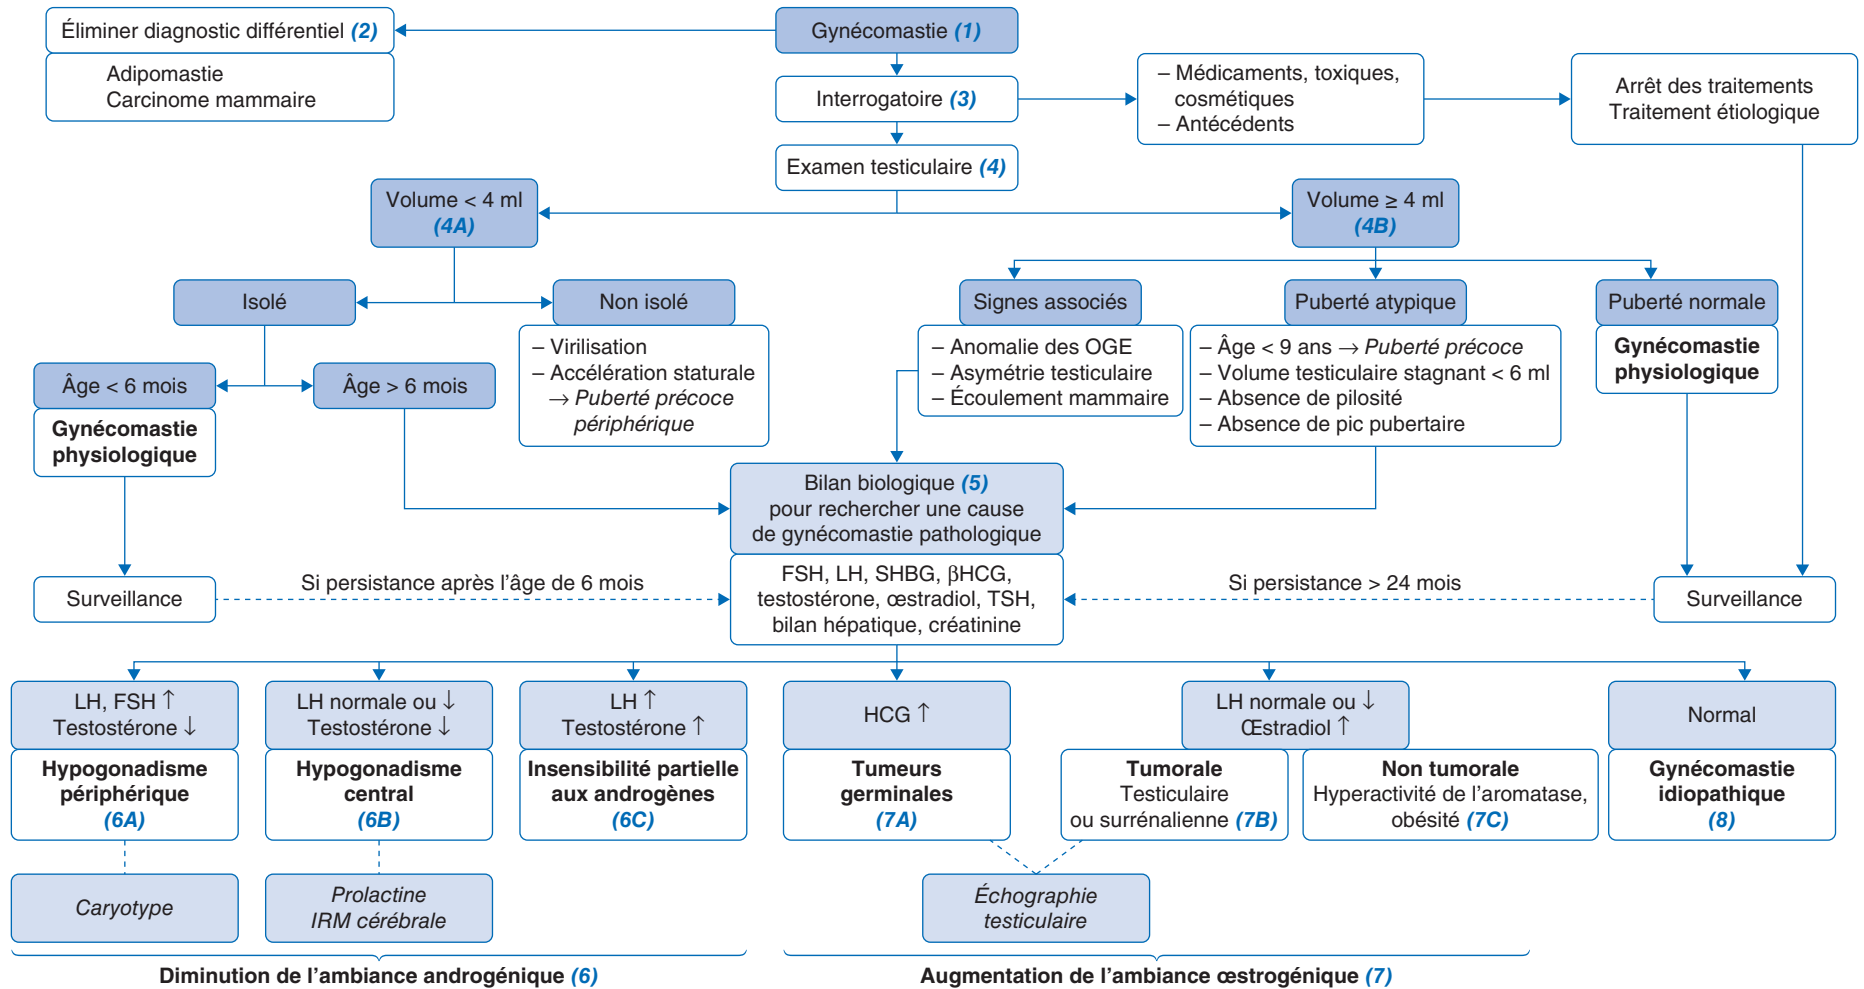 Éliminer diagnostic différentiel (2)
Adipomastie
Carcinome mammaire
Gynécomastie (1)
Interrogatoire (3)
– Médicaments, toxiques,
cosmétiques
– Antécédents
Arrêt des traitements
Traitement étiologique
Examen testiculaire (4)
Volume < 4 ml
(4A)
Volume ≥ 4 ml
(4B)
Isolé
Non isolé
– Virilisation
– Accélération staturale
→ Puberté précoce
périphérique
Signes associés
– Anomalie des OGE
– Asymétrie testiculaire
– Écoulement mammaire
Puberté atypique
– Âge < 9 ans → Puberté précoce
– Volume testiculaire stagnant < 6 ml
– Absence de pilosité
– Absence de pic pubertaire
Puberté normale
Gynécomastie
physiologique
Âge < 6 mois
Gynécomastie
physiologique
Âge > 6 mois
Bilan biologique (5)
pour rechercher une cause
de gynécomastie pathologique
FSH, LH, SHBG, βHCG,
testostérone, œstradiol, TSH,
bilan hépatique, créatinine
Surveillance
Si persistance après l’âge de 6 mois
Si persistance > 24 mois
Surveillance
LH, FSH ↑
Testostérone ↓
Hypogonadisme
périphérique
(6A)
LH normale ou ↓
Testostérone ↓
Hypogonadisme
central
(6B)
LH ↑
Testostérone ↑
Insensibilité partielle
aux androgènes
(6C)
HCG ↑
Tumeurs
germinales
(7A)
LH normale ou ↓
Œstradiol ↑
Tumorale
Testiculaire
ou surrénalienne (7B)
Non tumorale
Hyperactivité de l’aromatase,
obésité (7C)
Normal
Gynécomastie
idiopathique
(8)
Caryotype
Prolactine
IRM cérébrale
Échographie
testiculaire
Diminution de l’ambiance androgénique (6)
Augmentation de l’ambiance œstrogénique (7)